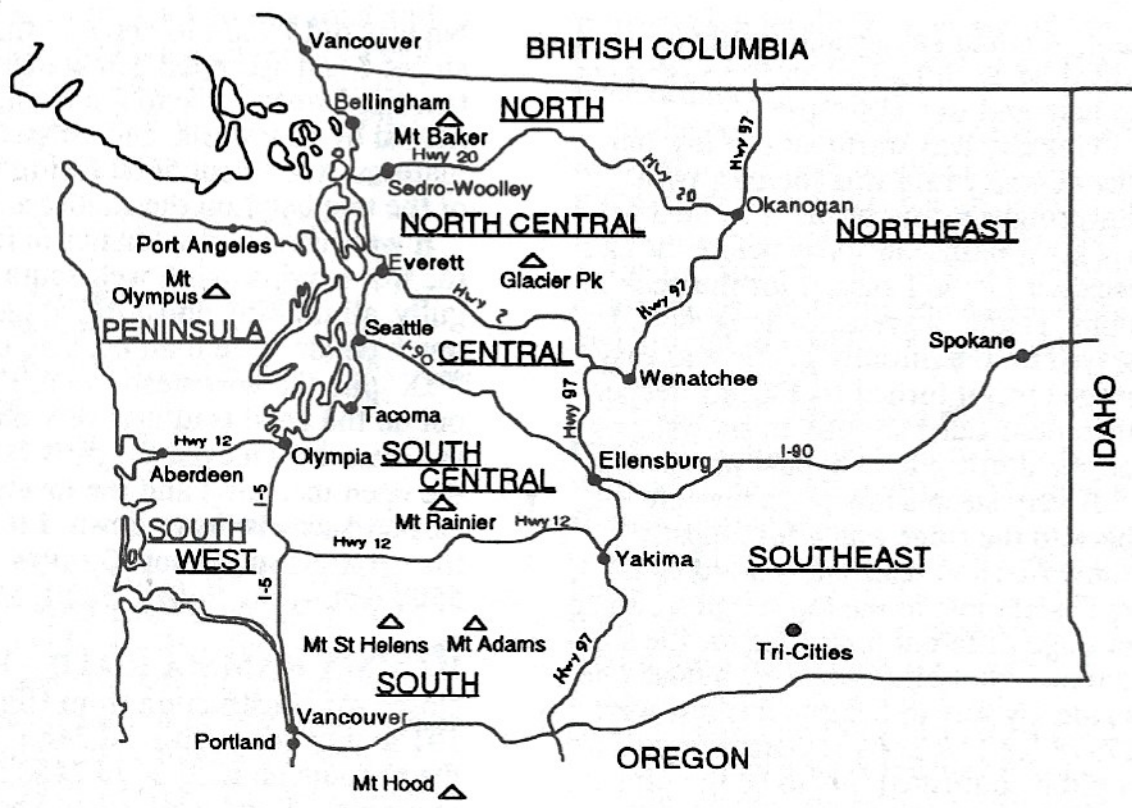 Vancouver
BRITISH COLUMBIA
Bellingham
NORTH
Mt Baker
Hwy 97
Hwy 20
Hwy 20
Sedro-Woolley
Okanogan
NORTH CENTRAL
NORTHEAST
Port Angeles
Everett
Glacier Pk
Mt
Olympus
Hwy 2
Hwy 97
PENINSULA
Seattle
I-90
CENTRAL
Spokane
Wenatchee
Hwy 97
Tacoma
IDAHO
Hwy 12
Aberdeen
Olympia
SOUTH
CENTRAL
Ellensburg
I-90
I-5
Mt Rainier
Hwy 12
SOUTH
WEST
Hwy 12
Yakima
SOUTHEAST
I-5
Mt St Helens
Mt Adams
Hwy 97
Tri-Cities
SOUTH
Vancouver
Portland
OREGON
Mt Hood